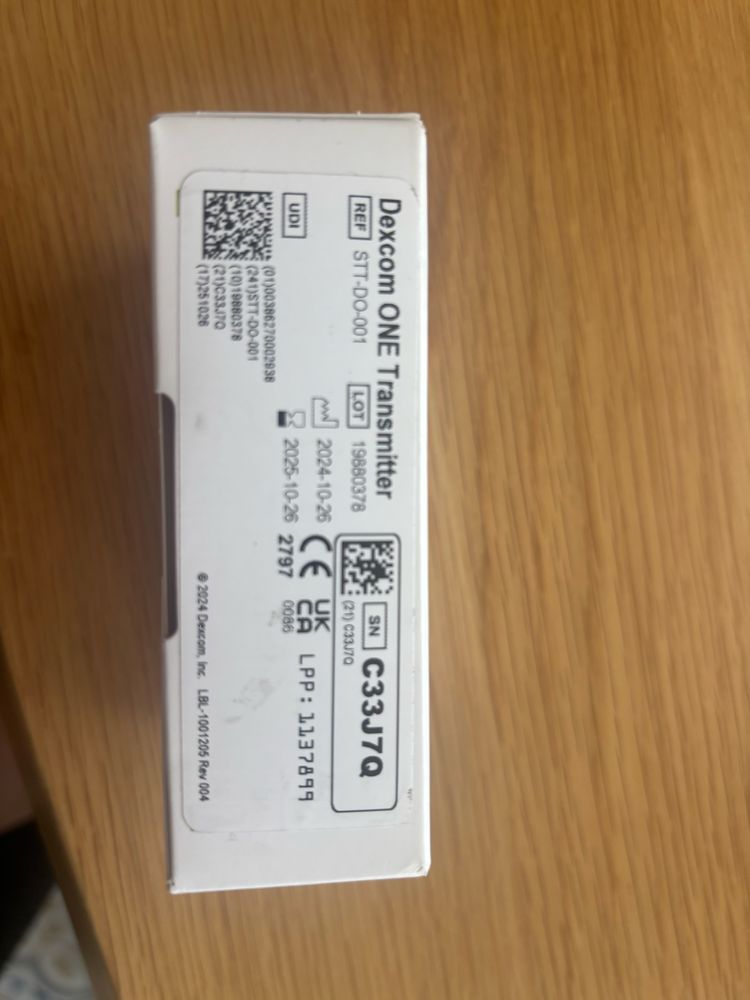 Dexcom ONE Transmitter
REF STT-DO-001 LOT 19880378
SN C33J7Q
(21) C33J7Q
2024-10-26
2025-10-26
CE 2797
UK CA 0086
LPP: 1137899
UDI
(01)00386270002938
(241)STT-DO-001
(10)19880378
(21)C33J7Q
(17)251026
© 2024 Dexcom, Inc. LBL-1001205 Rev 004